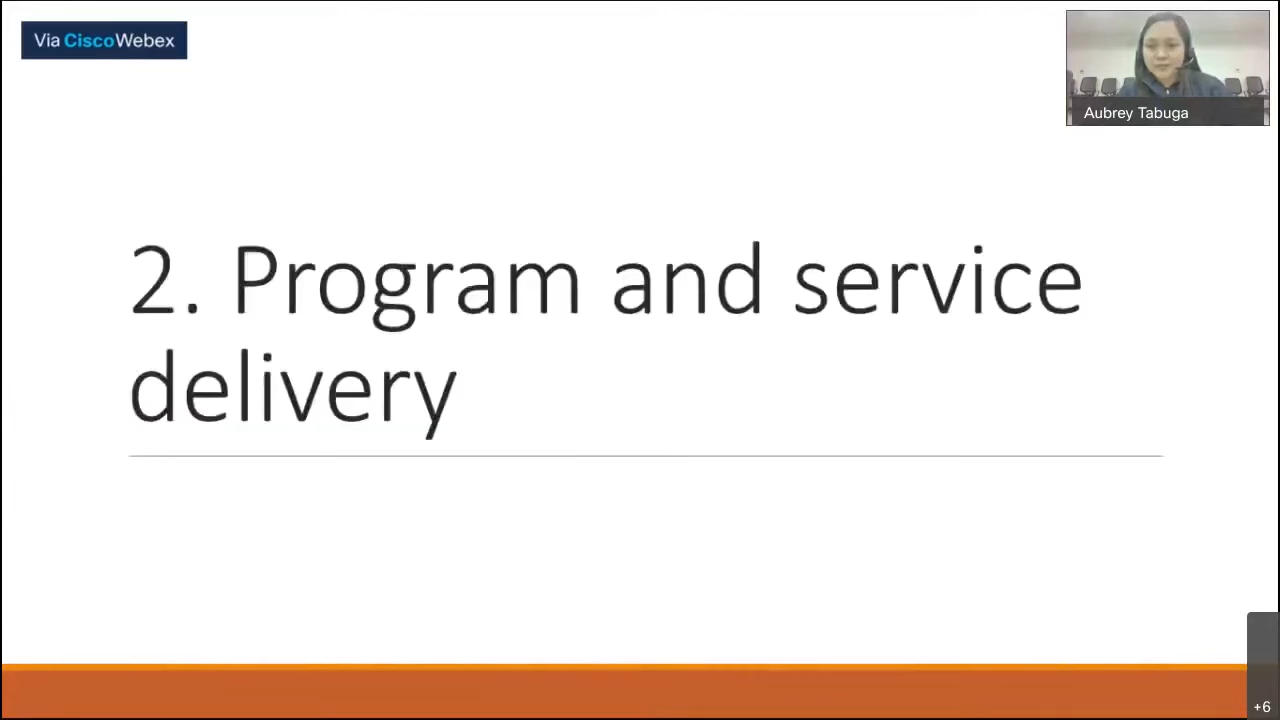 Via CiscoWebex
Aubrey Tabuga
2. Program and service
delivery
+6